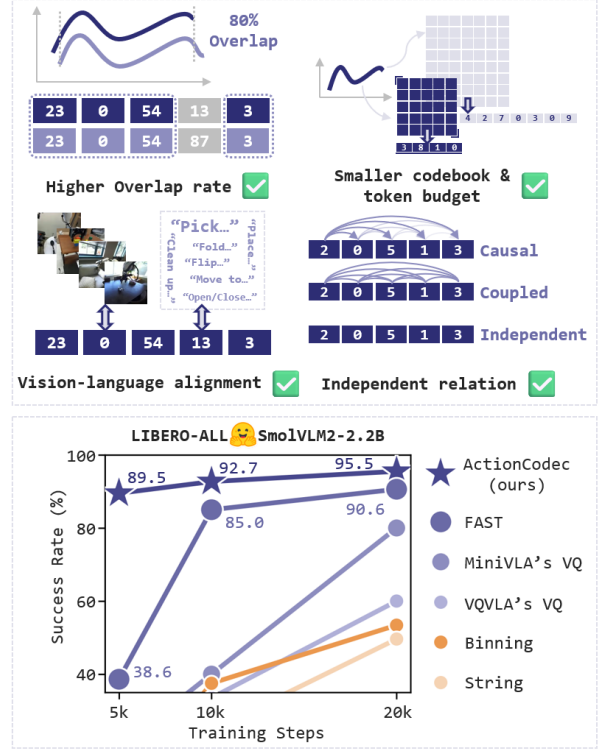 80%
Overlap
23 0 54 13 3
23 0 54 87 3
Higher Overlap rate
4 2 7 0 3 0 9
3 8 1 0
Smaller codebook &
token budget
“Pick…”
“Place…”
“Clean up…”
“Fold…”
“Flip…”
“Move to…”
“Open/Close…”
23 0 54 13 3
Vision-language alignment
2 0 5 1 3 Causal
2 0 5 1 3 Coupled
2 0 5 1 3 Independent
Independent relation
LIBERO-ALL SmolVLM2-2.2B
Success Rate (%)
100
80
60
40
89.5
92.7
95.5
85.0
90.6
38.6
5k 10k 20k
Training Steps
ActionCodec
(ours)
FAST
MiniVLA’s VQ
VQVLA’s VQ
Binning
String